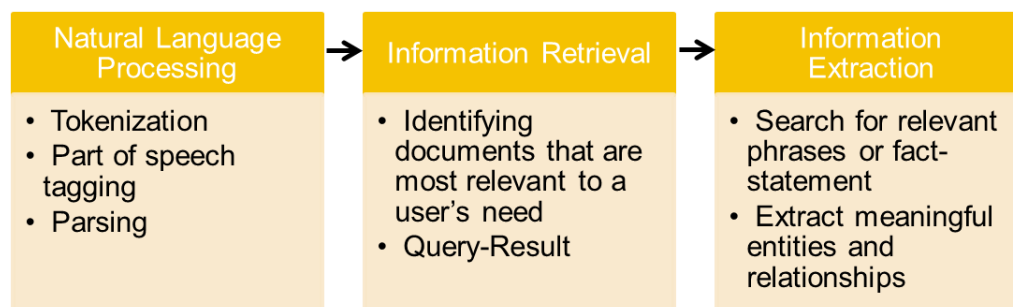 Natural Language
Processing
• Tokenization
• Part of speech
tagging
• Parsing
Information Retrieval
• Identifying
documents that are
most relevant to a
user's need
• Query-Result
Information
Extraction
• Search for relevant
phrases or fact-
statement
• Extract meaningful
entities and
relationships